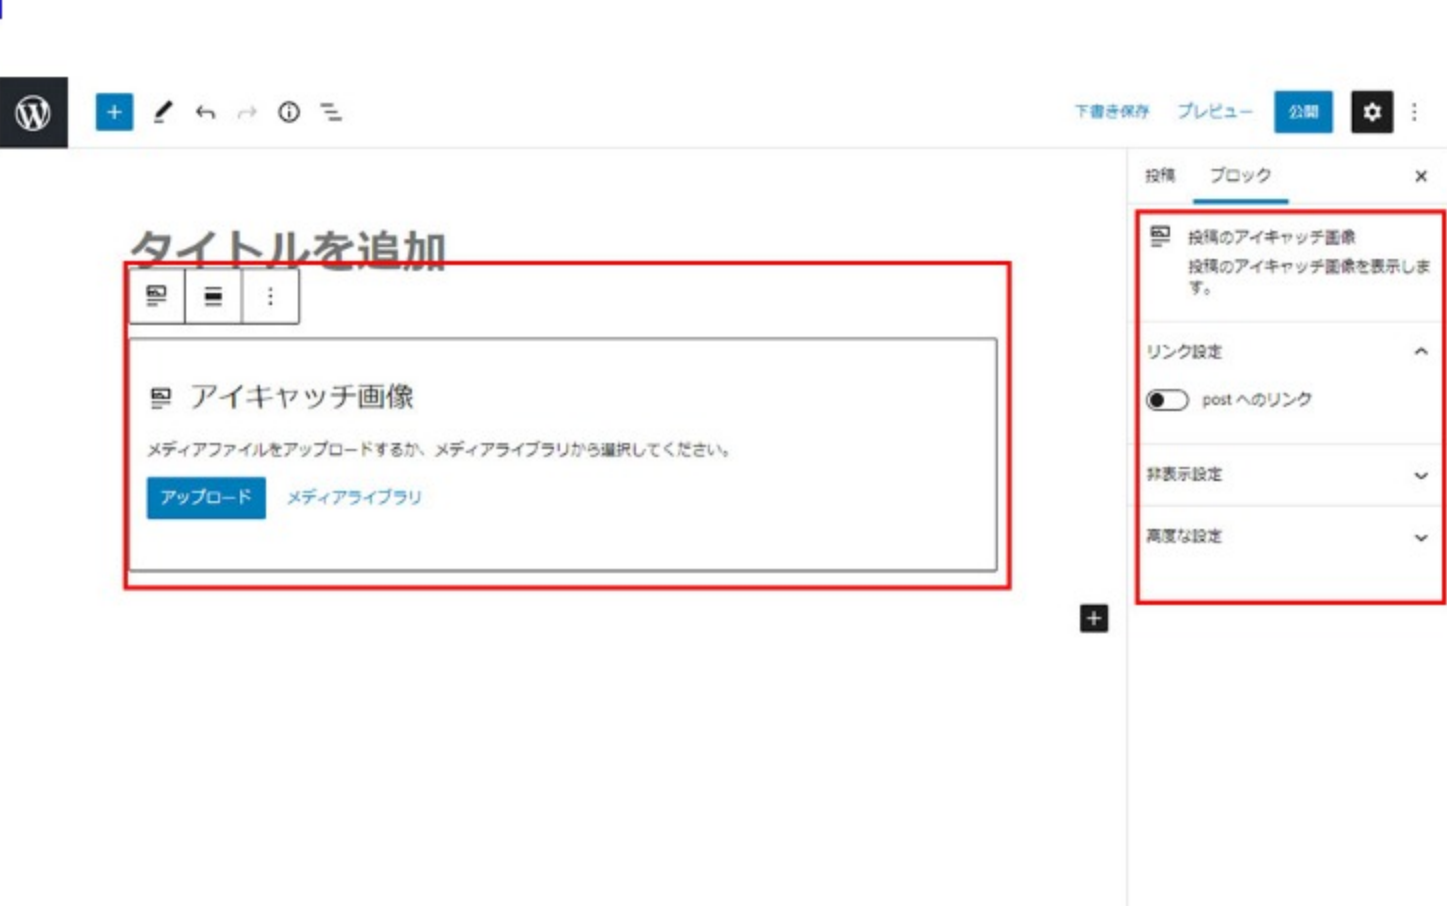 下書き保存 プレビュー 公開
投稿 ブロック
タイトルを追加
アイキャッチ画像
メディアファイルをアップロードするか、メディアライブラリから選択してください。
アップロード メディアライブラリ
投稿のアイキャッチ画像
投稿のアイキャッチ画像を表示しま
す。
リンク設定
post へのリンク
非表示設定
高度な設定